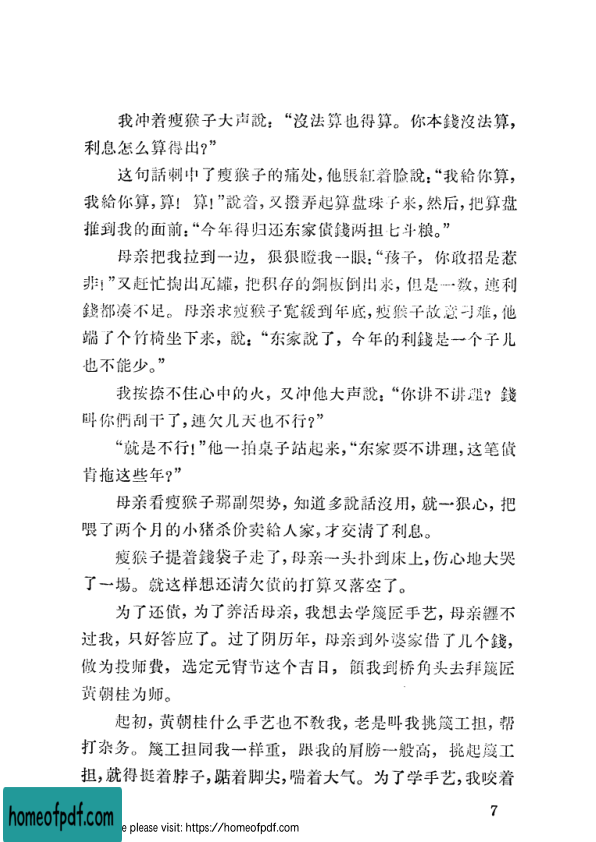 我冲着瘦猴子大声說：“沒法算也得算。你本錢沒法算，
利息怎么算得出？”
这句話刺中了瘦猴子的痛处，他脹紅着脸說：“我給你算，
我給你算，算！算！”說着，又撥弄起算盘珠子来，然后，把算盘
推到我的面前：“今年得归还东家債錢两担七斗粮。”
母亲把我拉到一边，狠狠瞪我一眼：“孩子，你敢招是惹
非！”又赶忙掏出瓦罐，把积存的銅板倒出来，但是一数，連利
錢都凑不足。母亲求瘦猴子寬緩到年底，瘦猴子故意刁难，他
端了个竹椅坐下来，說：“东家說了，今年的利錢是一个子儿
也不能少。”
我按捺不住心中的火，又冲他大声說：“你讲不讲理？錢
叫你們刮干了，連欠几天也不行？”
“就是不行！”他一拍桌子站起来，“东家要不讲理，这笔債
肯拖这些年？”
母亲看瘦猴子那副架势，知道多說話沒用，就一狠心，把
喂了两个月的小猪杀价卖給人家，才交清了利息。
瘦猴子提着錢袋子走了，母亲一头扑到床上，伤心地大哭
了一場。就这样想还清欠債的打算又落空了。
为了还債，为了养活母亲，我想去学篾匠手艺，母亲纒不
过我，只好答应了。过了阴历年，母亲到外婆家借了几个錢，
做为投师費，选定元宵节这个吉日，領我到桥角头去拜篾匠
黃朝桂为师。
起初，黃朝桂什么手艺也不教我，老是叫我挑篾工担，帮
打杂务。篾工担同我一样重，跟我的肩膀一般高，挑起篾工
担，就得挺着脖子，踮着脚尖，喘着大气。为了学手艺，我咬着
7
homeofpdf.com
e please visit: https://homeofpdf.com